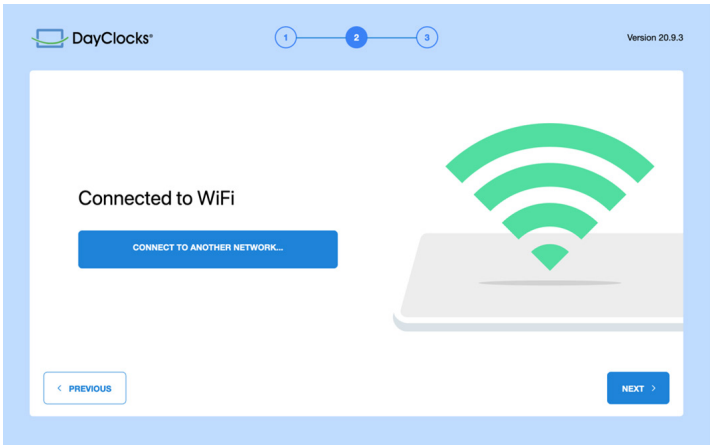 DayClocks®
1
2
3
Version 20.9.3
Connected to WiFi
CONNECT TO ANOTHER NETWORK...
< PREVIOUS
NEXT >